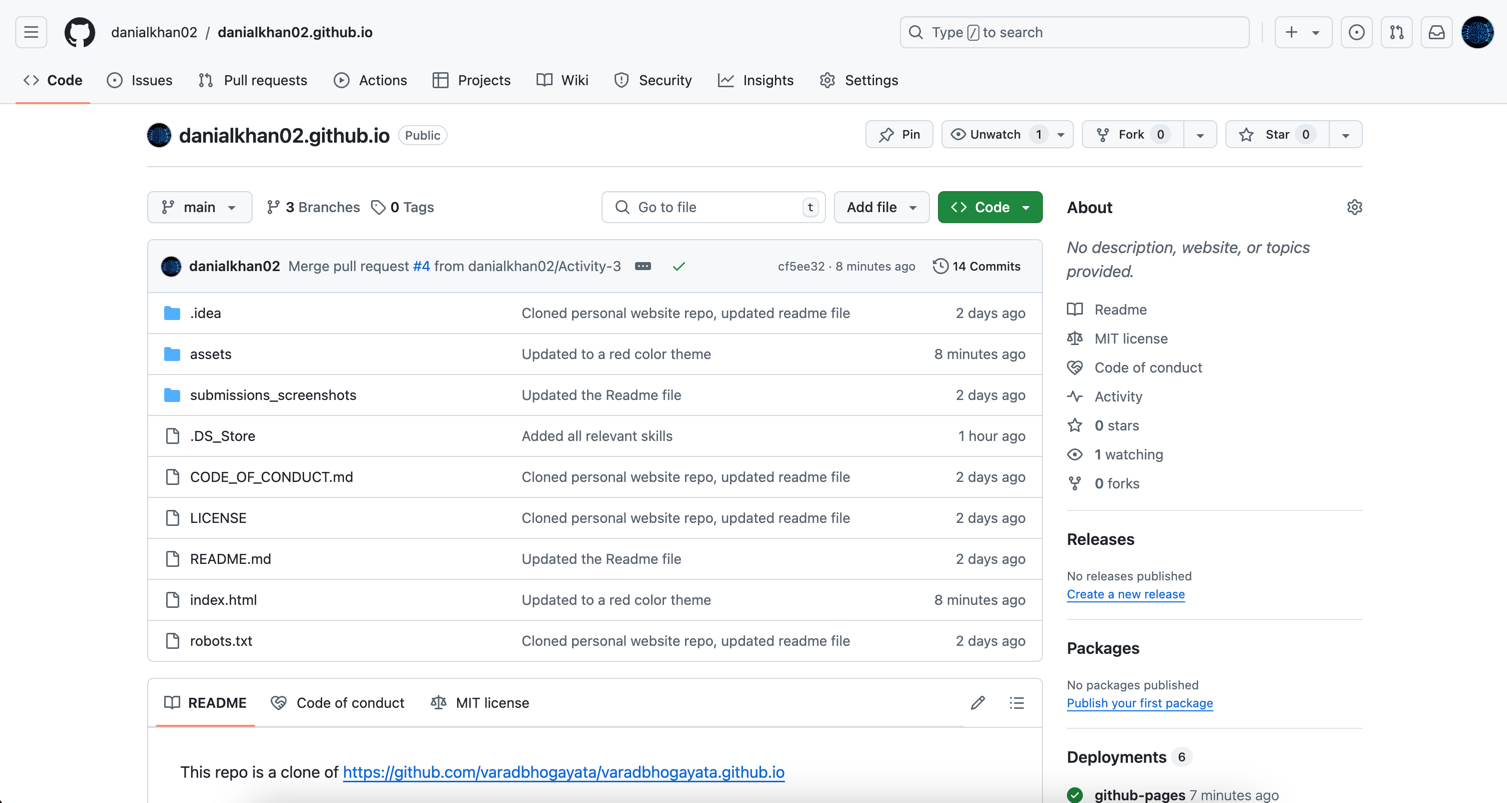 danialkhan02 / danialkhan02.github.io
Type / to search
Code Issues Pull requests Actions Projects Wiki Security Insights Settings
danialkhan02.github.io Public
Pin Unwatch 1 Fork 0 Star 0
main 3 Branches 0 Tags Go to file t Add file Code
danialkhan02 Merge pull request #4 from danialkhan02/Activity-3 cf5ee32 · 8 minutes ago 14 Commits
.idea Cloned personal website repo, updated readme file 2 days ago
assets Updated to a red color theme 8 minutes ago
submissions_screenshots Updated the Readme file 2 days ago
.DS_Store Added all relevant skills 1 hour ago
CODE_OF_CONDUCT.md Cloned personal website repo, updated readme file 2 days ago
LICENSE Cloned personal website repo, updated readme file 2 days ago
README.md Updated the Readme file 2 days ago
index.html Updated to a red color theme 8 minutes ago
robots.txt Cloned personal website repo, updated readme file 2 days ago
README Code of conduct MIT license
This repo is a clone of https://github.com/varadbhogayata/varadbhogayata.github.io
About
No description, website, or topics
provided.
Readme
MIT license
Code of conduct
Activity
0 stars
1 watching
0 forks
Releases
No releases published
Create a new release
Packages
No packages published
Publish your first package
Deployments 6
github-pages 7 minutes ago